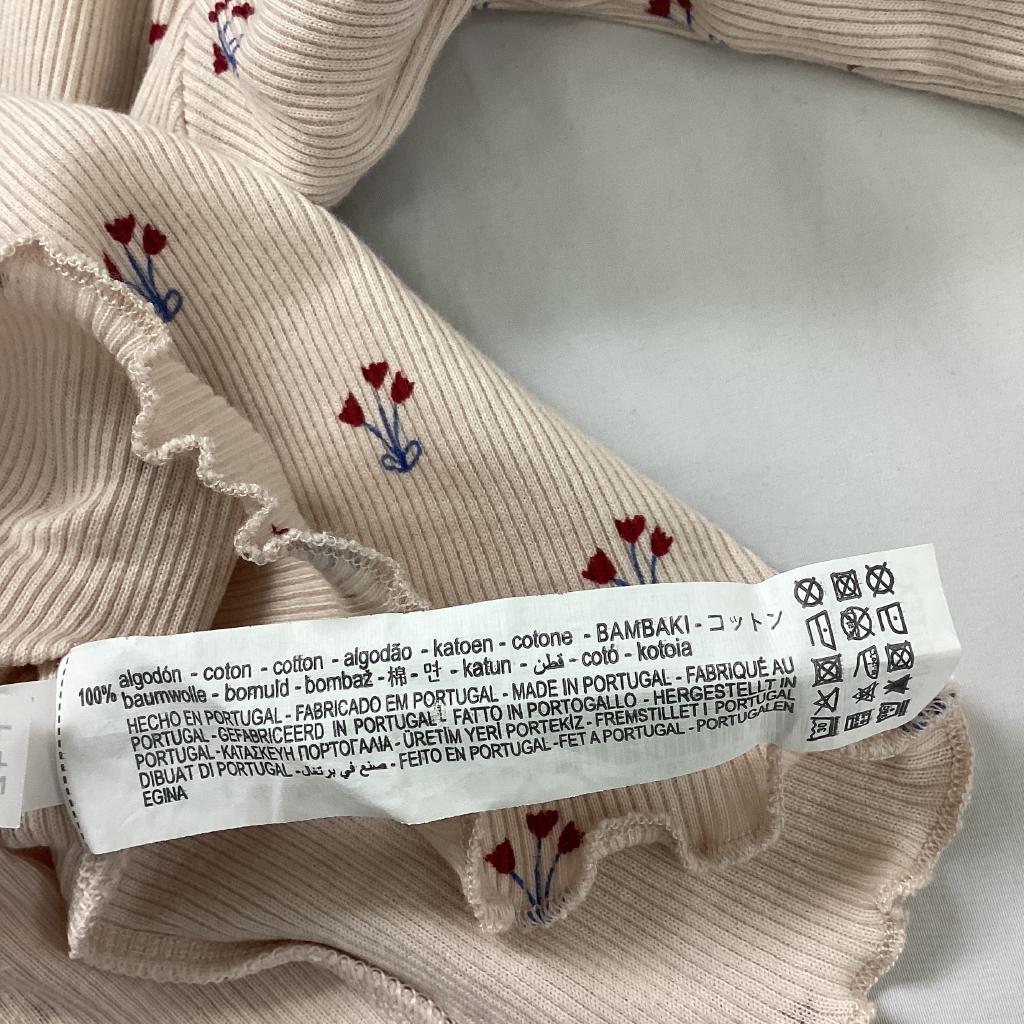 algodón - coton - cotton - algodão - katoen - cotone - BAMBAKI - コットン
100% baumwolle - bomuld - bombaž - 棉 - 면 - katun - قطن - cotó - kotoia
HECHO EN PORTUGAL - FABRICADO EM PORTUGAL - MADE IN PORTUGAL - FABRIQUÉ AU
PORTUGAL -GEFABRICEERD IN PORTUGAL - FATTO IN PORTOGALLO - HERGESTELLT IN
PORTUGAL -ΚΑΤΑΣΚΕΥΗ ΠΟΡΤΟΓΑΛΙΑ - ÜRETİM YERİ PORTEKİZ - FREMSTILLET I PORTUGAL
DIBUAT DI PORTUGAL - صنع في برتغال - FEITO EN PORTUGAL -FET A PORTUGAL - PORTUGALEN
EGINA